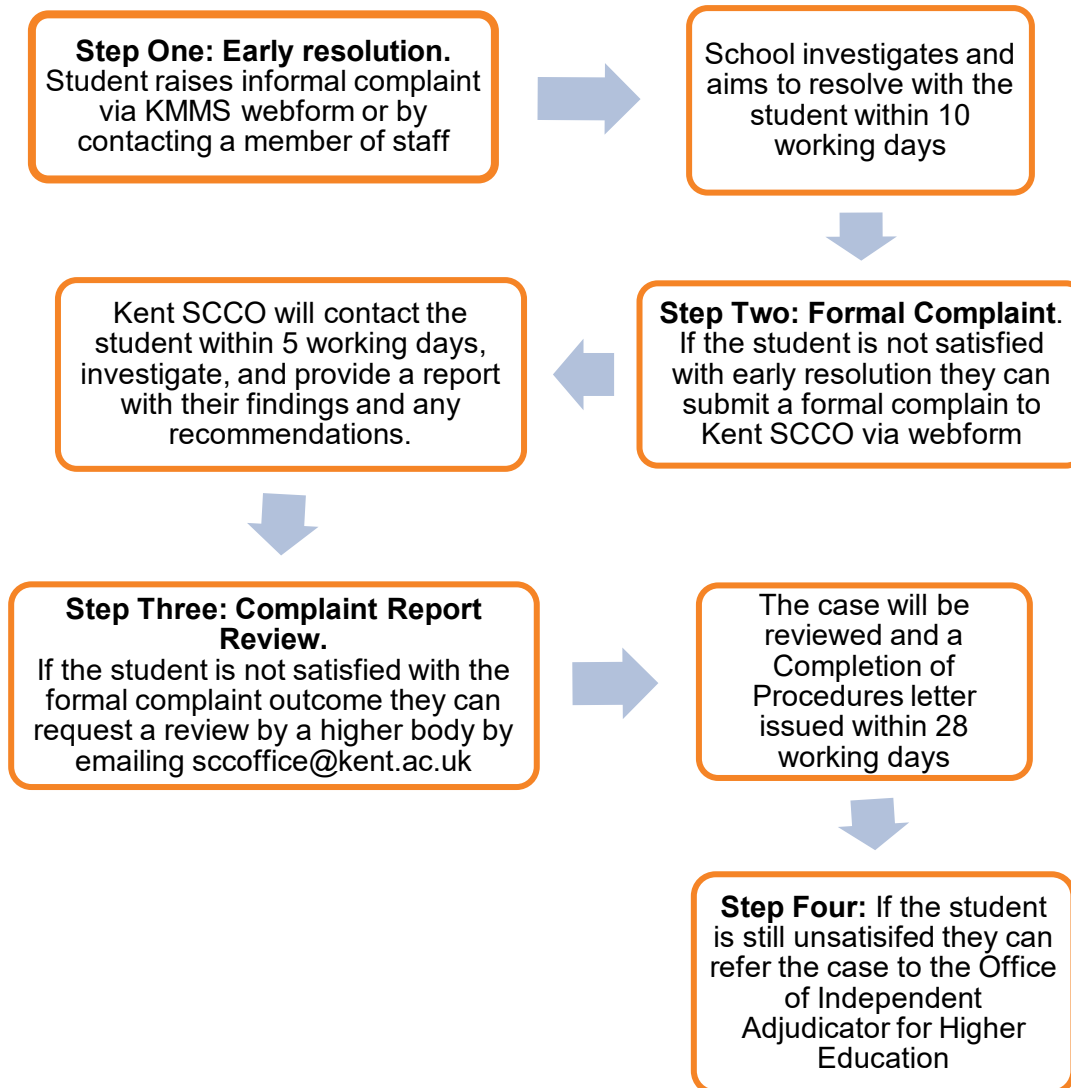 Step One: Early resolution.
Student raises informal complaint
via KMMS webform or by
contacting a member of staff
School investigates and
aims to resolve with the
student within 10
working days
Step Two: Formal Complaint.
If the student is not satisfied
with early resolution they can
submit a formal complain to
Kent SCCO via webform
Kent SCCO will contact the
student within 5 working days,
investigate, and provide a report
with their findings and any
recommendations.
Step Three: Complaint Report
Review.
If the student is not satisfied with the
formal complaint outcome they can
request a review by a higher body by
emailing sccoffice@kent.ac.uk
The case will be
reviewed and a
Completion of
Procedures letter
issued within 28
working days
Step Four: If the student
is still unsatisifed they can
refer the case to the Office
of Independent
Adjudicator for Higher
Education